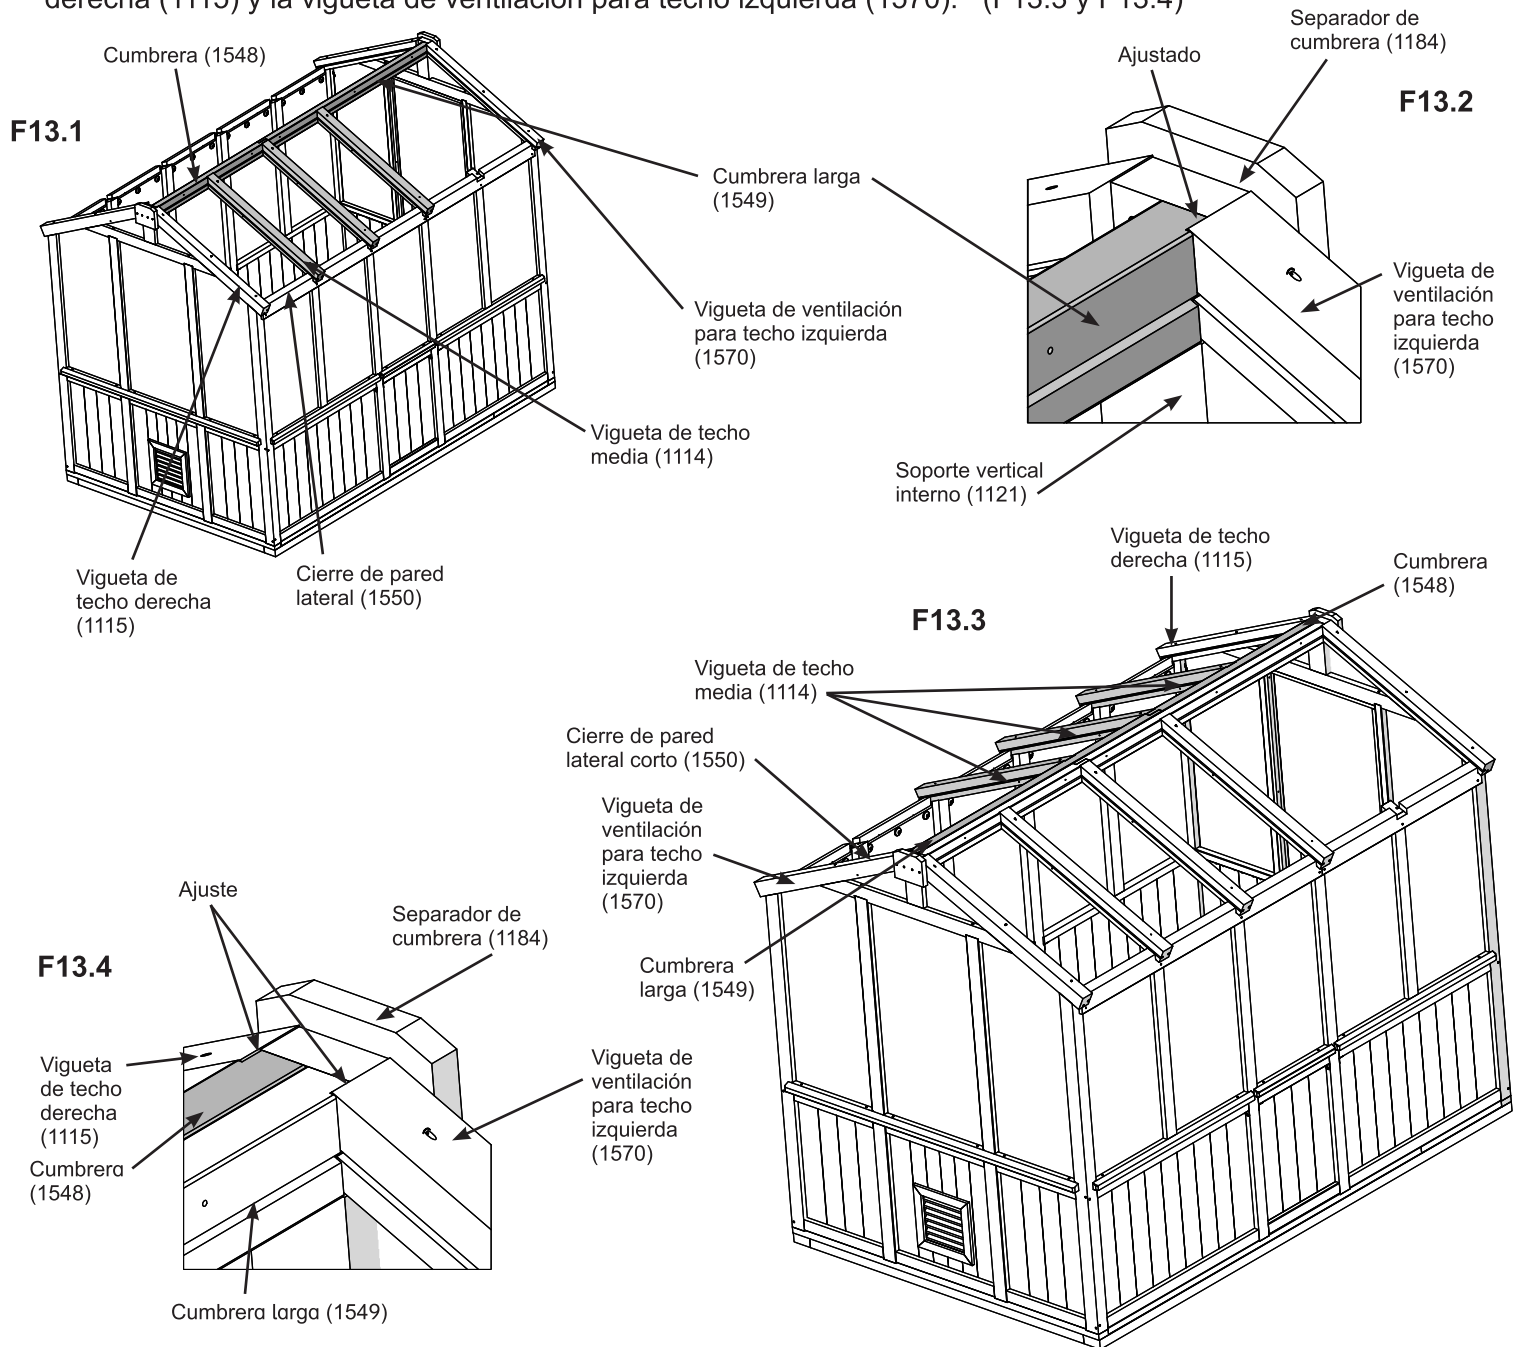 derecha (1115) y la vigueta de ventilación para techo izquierda (1570). (F13.3 y F13.4)
F13.1
Cumbrera (1548)
Cumbrera larga
(1549)
Vigueta de ventilación
para techo izquierda
(1570)
Vigueta de techo
media (1114)
Vigueta de
techo derecha
(1115)
Cierre de pared
lateral (1550)
F13.2
Ajustado
Separador de
cumbrera (1184)
Vigueta de
ventilación
para techo
izquierda
(1570)
Soporte vertical
interno (1121)
F13.3
Vigueta de techo
derecha (1115)
Cumbrera
(1548)
Vigueta de techo
media (1114)
Cierre de pared
lateral corto (1550)
Vigueta de
ventilación
para techo
izquierda
(1570)
Cumbrera
larga (1549)
F13.4
Ajuste
Separador de
cumbrera (1184)
Vigueta
de techo
derecha
(1115)
Cumbrera
(1548)
Vigueta de
ventilación
para techo
izquierda
(1570)
Cumbrera larga (1549)